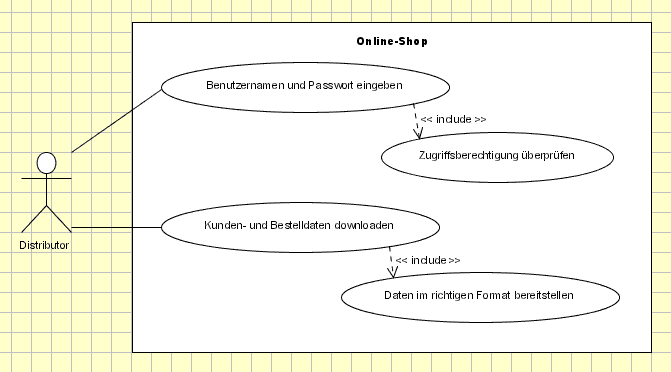 Online-Shop
Benutzernamen und Passwort eingeben
<< include >>
Zugriffsberechtigung überprüfen
Kunden- und Bestelldaten downloaden
Distributor
<< include >>
Daten im richtigen Format bereitstellen